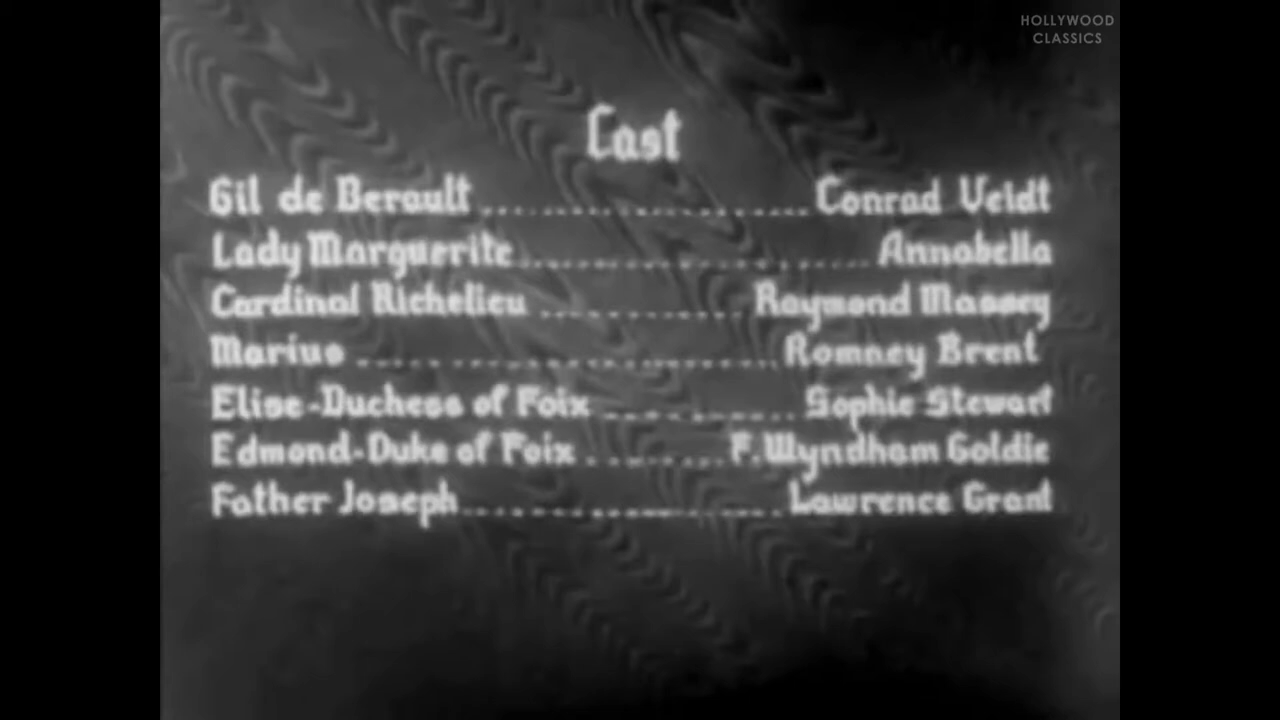 HOLLYWOOD
CLASSICS
Cast
Gil de Berault ........................ Conrad Veidt
Lady Marguerite ........................ Annabella
Cardinal Richelieu ............... Raymond Massey
Marius ............................... Romney Brent
Elise-Duchess of Foix ............. Sophie Stewart
Edmond-Duke of Foix ......... F. Wyndham Goldie
Father Joseph ........................ Lawrence Grant